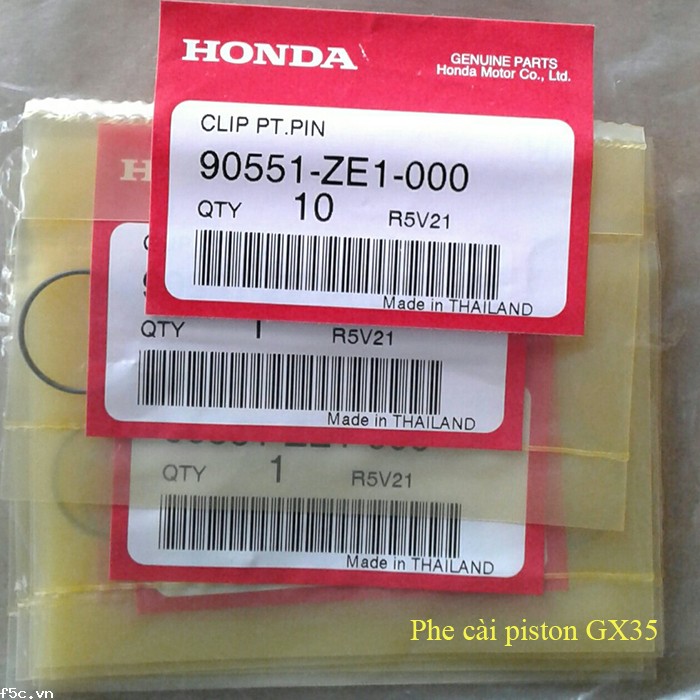 HONDA
GENUINE PARTS
Honda Motor Co., Ltd.
CLIP PT.PIN
90551-ZE1-000
QTY 10 R5V21
Made in THAILAND
H
QTY 1 R5V21
Made in THAILAND
QTY 1 R5V21
Made in THAILAND
Phe cài piston GX35
f5c.vn